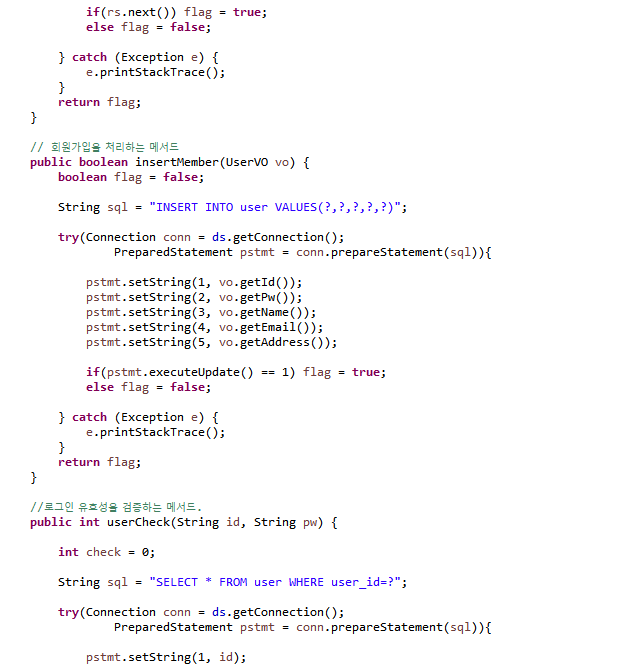 if(rs.next()) flag = true;
else flag = false;
} catch (Exception e) {
e.printStackTrace();
}
return flag;
}
// 회원가입을 처리하는 메서드
public boolean insertMember(UserVO vo) {
boolean flag = false;
String sql = "INSERT INTO user VALUES(?,?,?,?,?)";
try(Connection conn = ds.getConnection();
PreparedStatement pstmt = conn.prepareStatement(sql)){
pstmt.setString(1, vo.getId());
pstmt.setString(2, vo.getPw());
pstmt.setString(3, vo.getName());
pstmt.setString(4, vo.getEmail());
pstmt.setString(5, vo.getAddress());
if(pstmt.executeUpdate() == 1) flag = true;
else flag = false;
} catch (Exception e) {
e.printStackTrace();
}
return flag;
}
//로그인 유효성을 검증하는 메서드.
public int userCheck(String id, String pw) {
int check = 0;
String sql = "SELECT * FROM user WHERE user_id=?";
try(Connection conn = ds.getConnection();
PreparedStatement pstmt = conn.prepareStatement(sql)){
pstmt.setString(1, id);